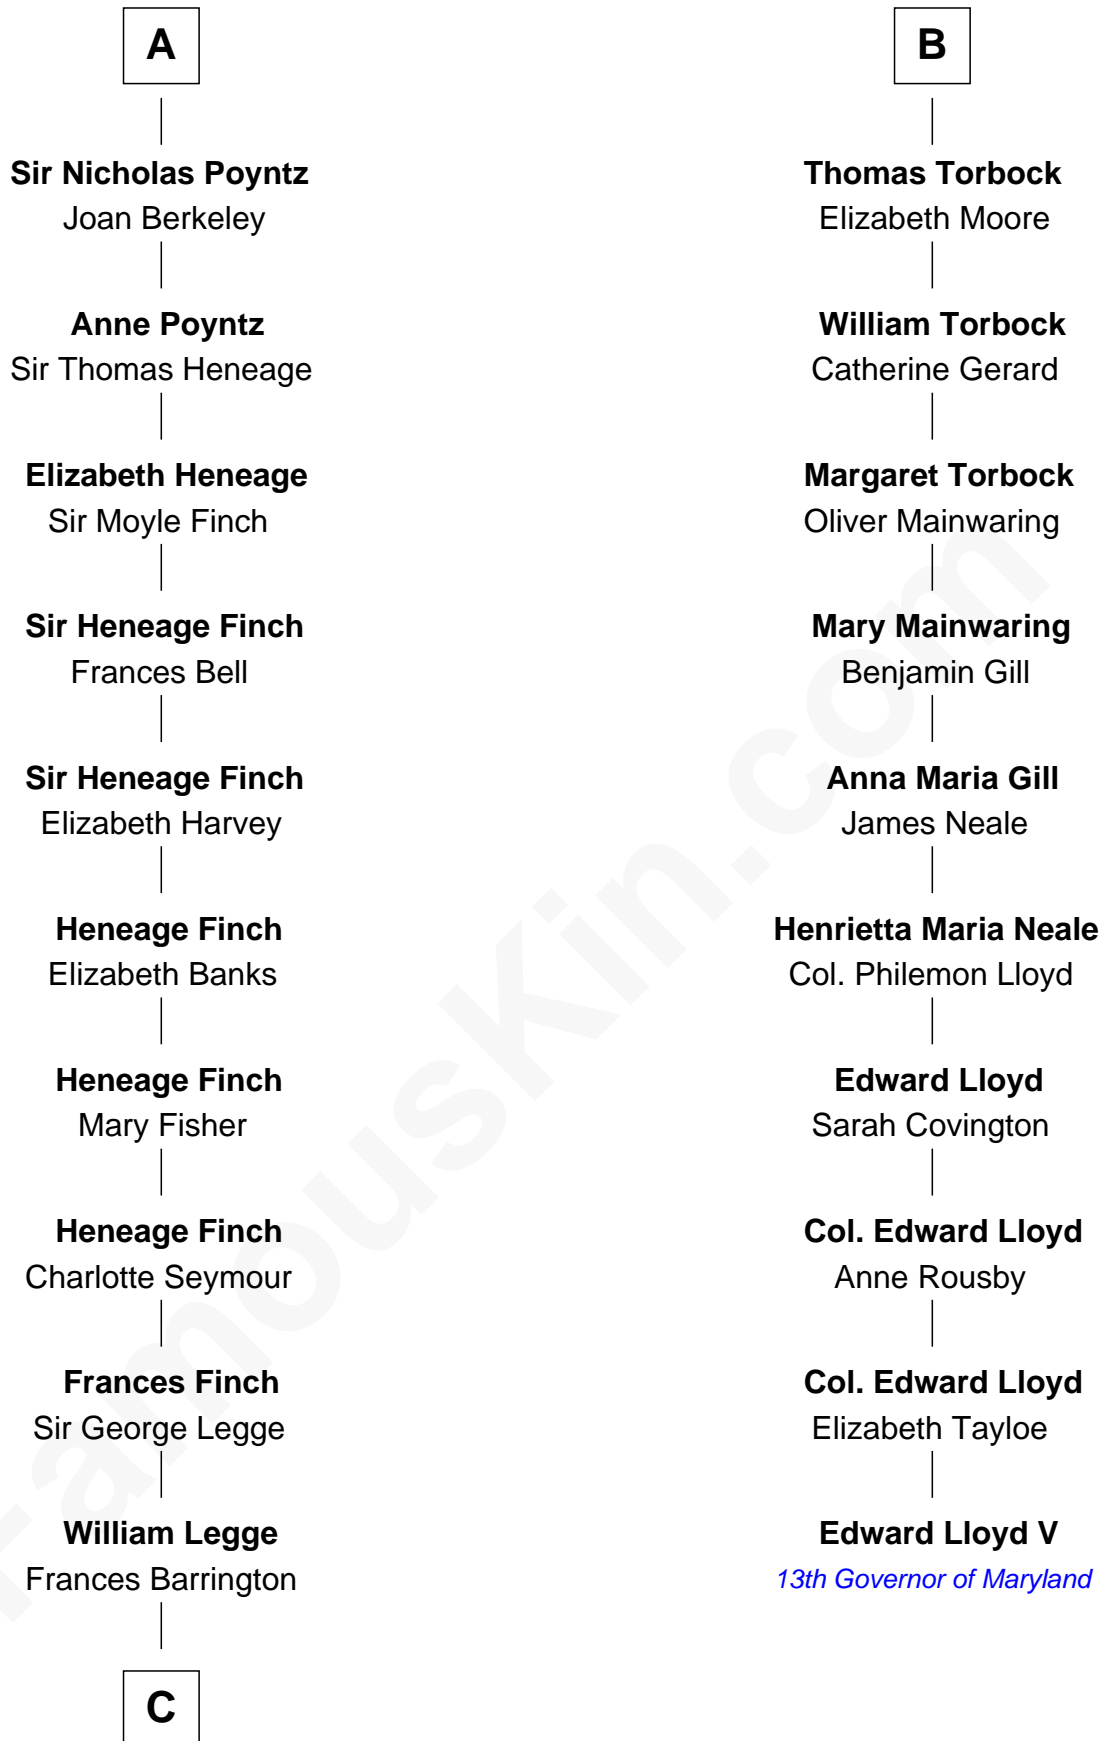 A
Sir Nicholas Poyntz
Joan Berkeley
Anne Poyntz
Sir Thomas Heneage
Elizabeth Heneage
Sir Moyle Finch
Sir Heneage Finch
Frances Bell
Sir Heneage Finch
Elizabeth Harvey
Heneage Finch
Elizabeth Banks
Heneage Finch
Mary Fisher
Heneage Finch
Charlotte Seymour
Frances Finch
Sir George Legge
William Legge
Frances Barrington
C
B
Thomas Torbock
Elizabeth Moore
William Torbock
Catherine Gerard
Margaret Torbock
Oliver Mainwaring
Mary Mainwaring
Benjamin Gill
Anna Maria Gill
James Neale
Henrietta Maria Neale
Col. Philemon Lloyd
Edward Lloyd
Sarah Covington
Col. Edward Lloyd
Anne Rousby
Col. Edward Lloyd
Elizabeth Tayloe
Edward Lloyd V
13th Governor of Maryland
FamousKin.com